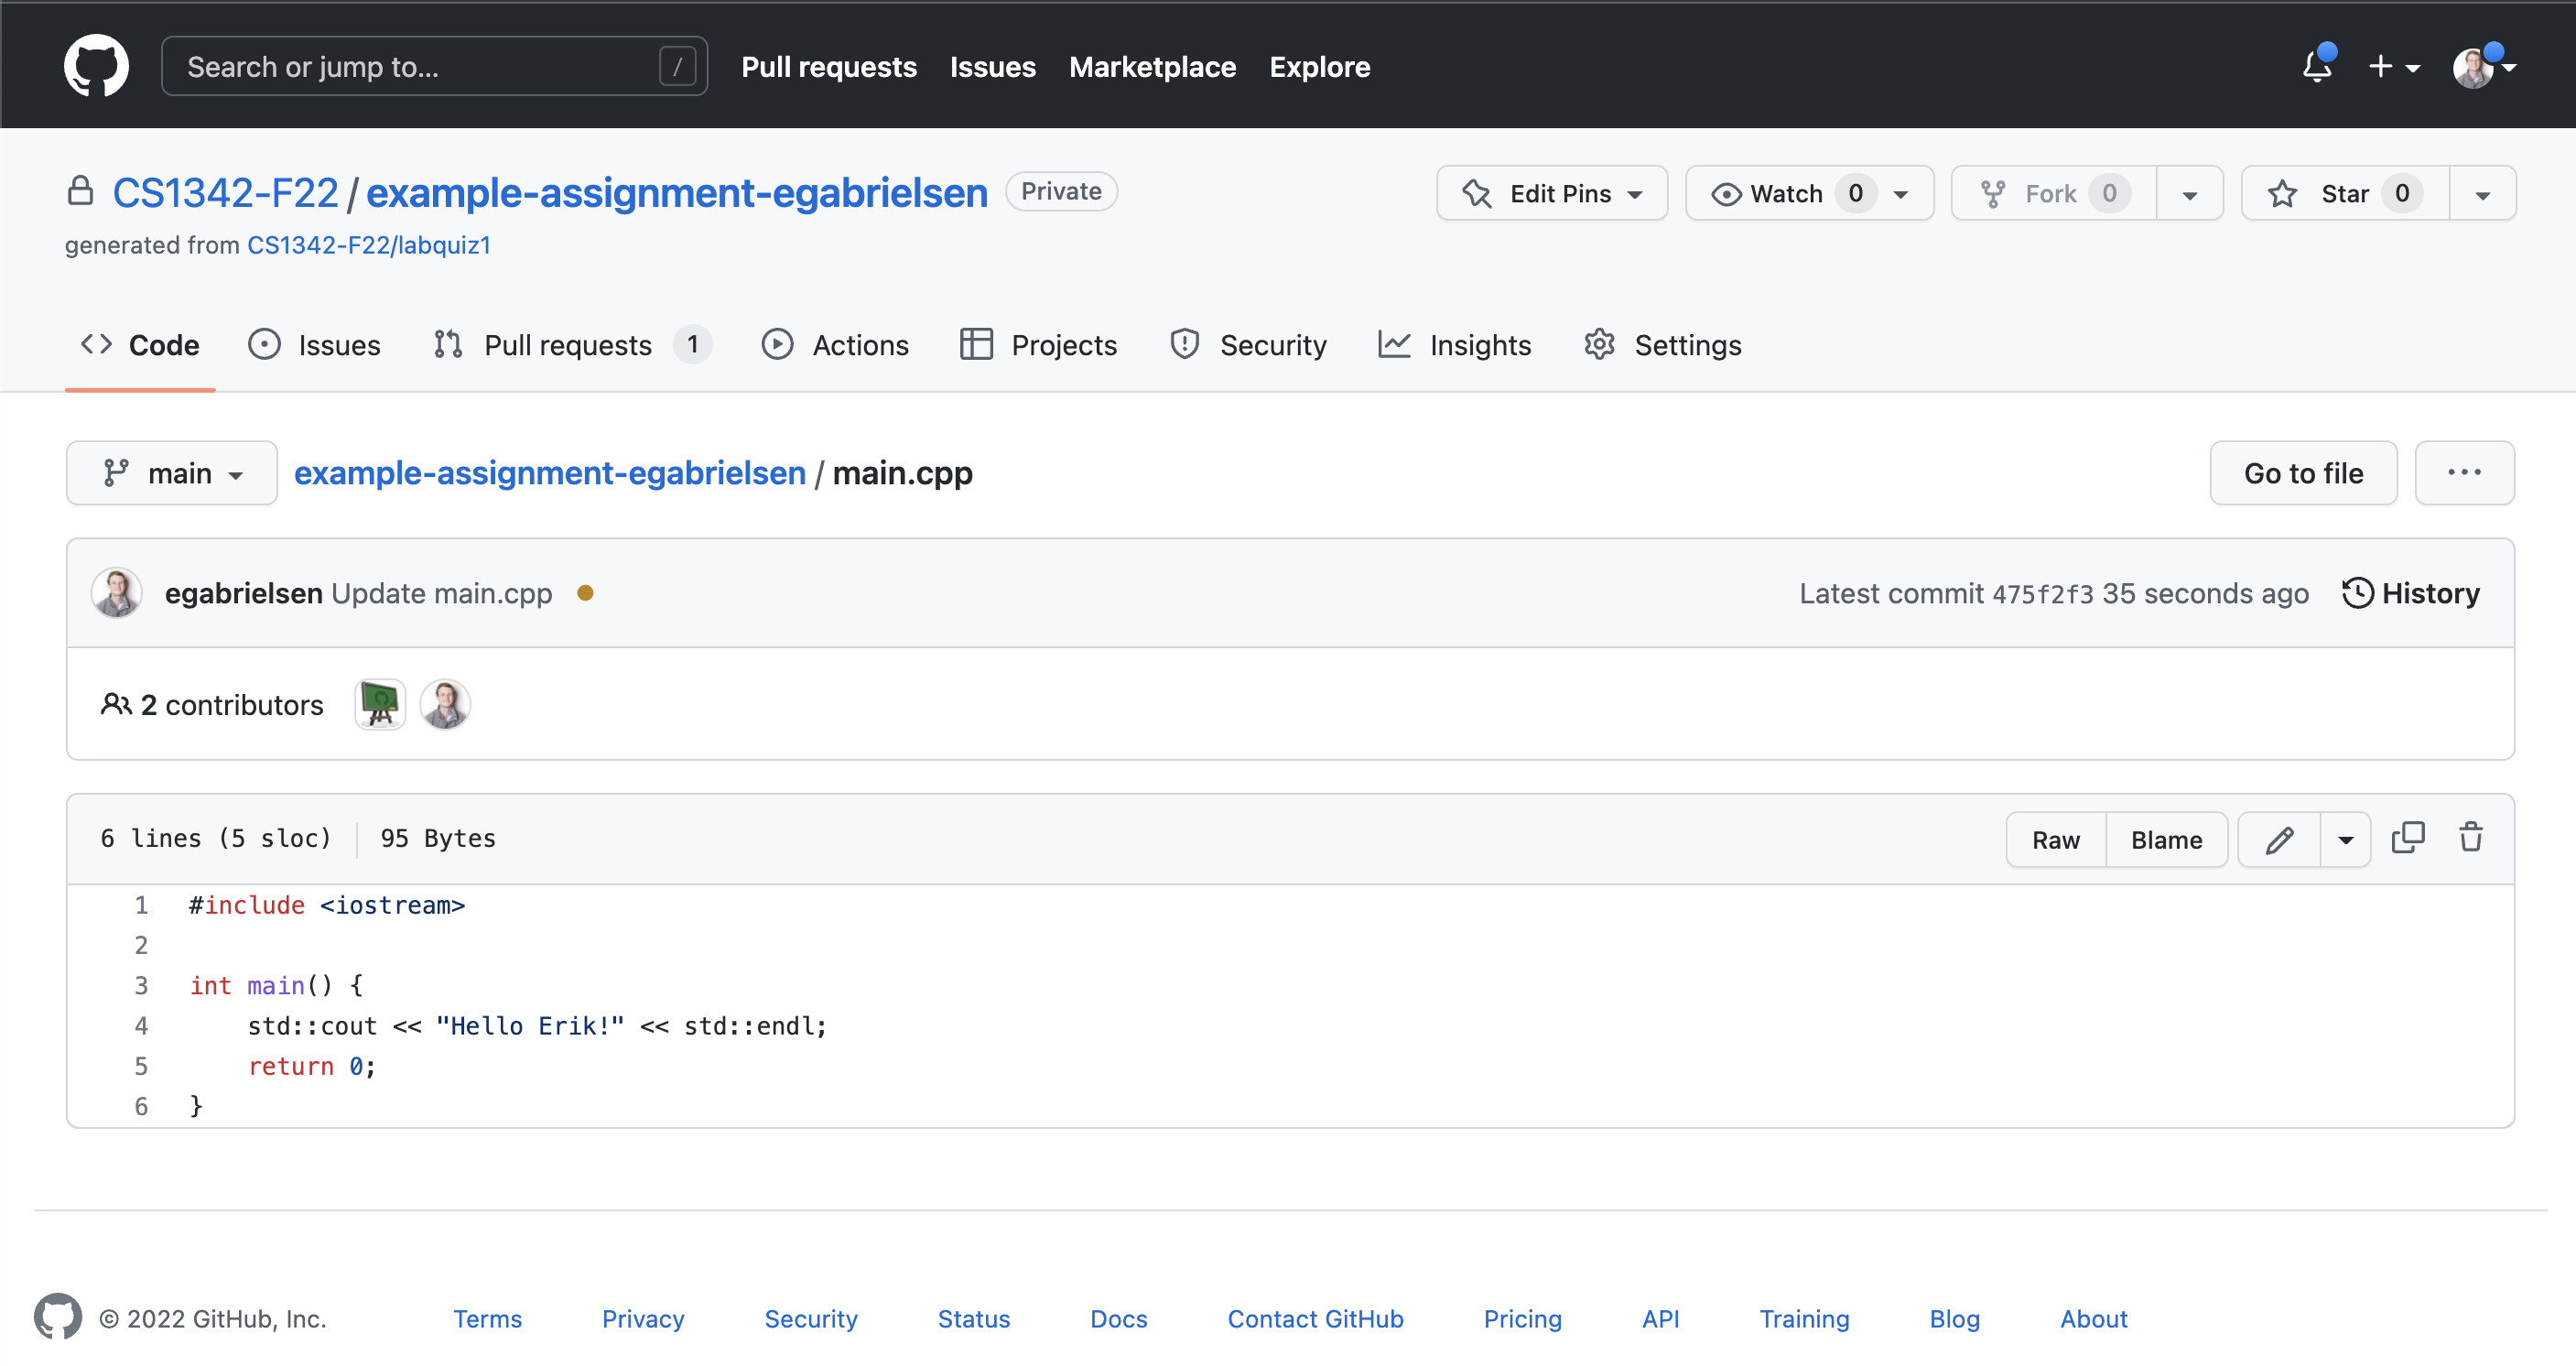 Search or jump to... /
Pull requests Issues Marketplace Explore
CS1342-F22 / example-assignment-egabrielsen Private
Edit Pins Watch 0 Fork 0 Star 0
generated from CS1342-F22/labquiz1
Code Issues Pull requests 1 Actions Projects Security Insights Settings
main example-assignment-egabrielsen / main.cpp Go to file ...
egabrielsen Update main.cpp Latest commit 475f2f3 35 seconds ago History
2 contributors
6 lines (5 sloc) 95 Bytes Raw Blame
1 #include <iostream>
2
3 int main() {
4     std::cout << "Hello Erik!" << std::endl;
5     return 0;
6 }
© 2022 GitHub, Inc. Terms Privacy Security Status Docs Contact GitHub Pricing API Training Blog About